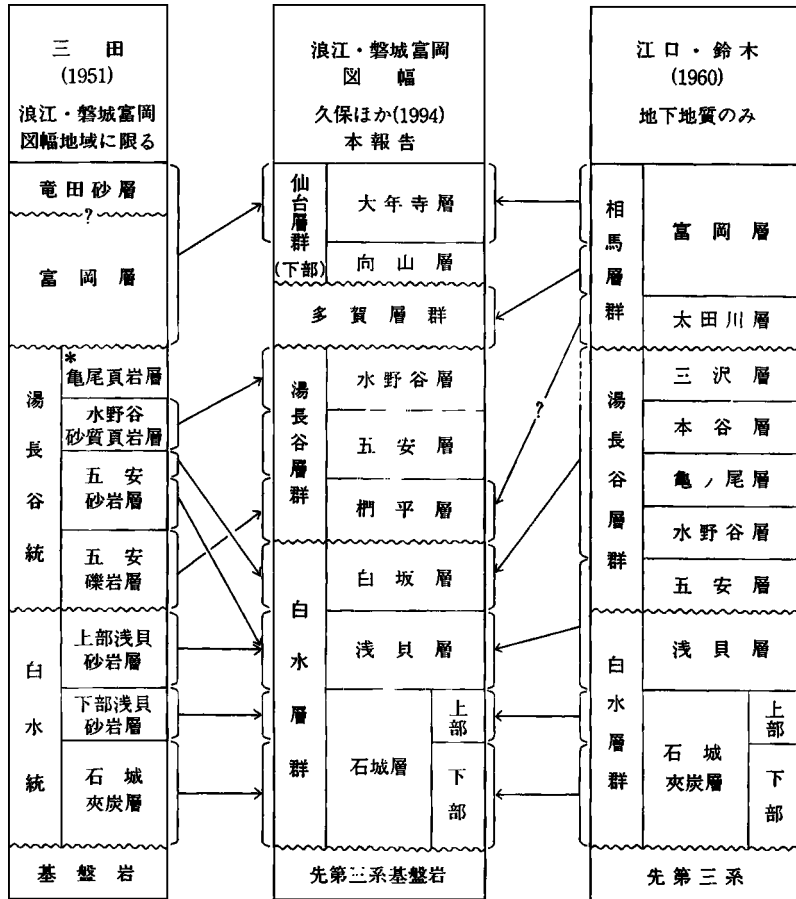 三田
(1951)
浪江・磐城富岡
図幅地域に限る
竜田砂層
?
富岡層
湯長谷統
*
亀尾頁岩層
水野谷
砂質頁岩層
五安
砂岩層
五安
礫岩層
白水統
上部浅貝
砂岩層
下部浅貝
砂岩層
石城
夾炭層
基盤岩
浪江・磐城富岡
図幅
久保ほか(1994)
本報告
仙台層群
(下部)
大年寺層
向山層
多賀層群
湯長谷層群
水野谷層
五安層
椚平層
白水層群
白坂層
浅貝層
石城層
上部
下部
先第三系基盤岩
?
江口・鈴木
(1960)
地下地質のみ
相馬層群
富岡層
太田川層
湯長谷層群
三沢層
本谷層
亀ノ尾層
水野谷層
五安層
白水層群
浅貝層
石城
夾炭層
上部
下部
先第三系